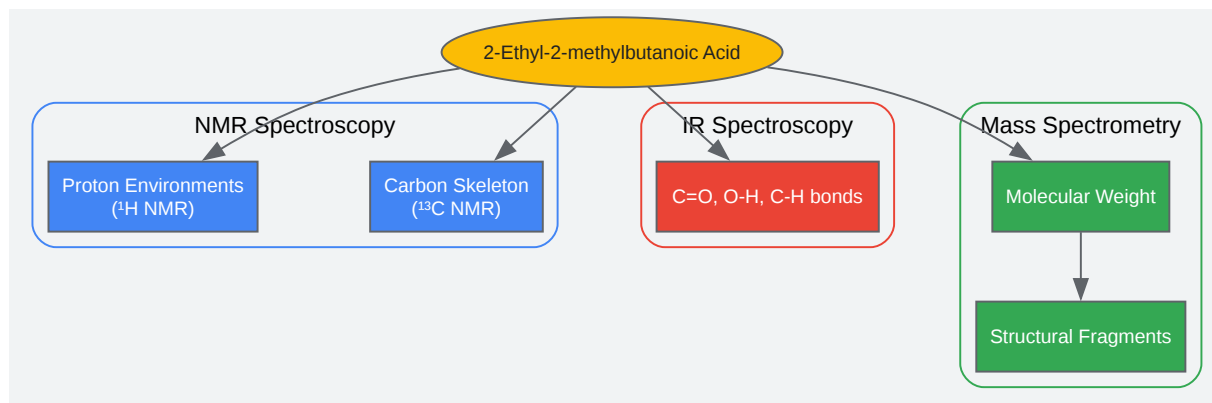 2-Ethyl-2-methylbutanoic Acid
NMR Spectroscopy
Proton Environments
(¹H NMR)
Carbon Skeleton
(¹³C NMR)
IR Spectroscopy
C=O, O-H, C-H bonds
Mass Spectrometry
Molecular Weight
Structural Fragments